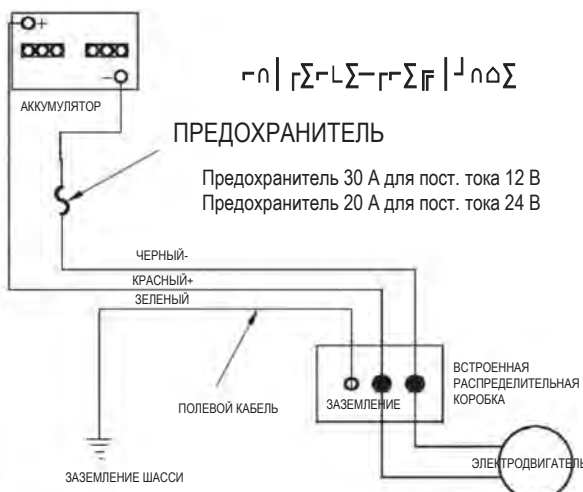 +
−
АККУМУЛЯТОР
ПРЕДОХРАНИТЕЛЬ
Предохранитель 30 А для пост. тока 12 В
Предохранитель 20 А для пост. тока 24 В
ЧЕРНЫЙ-
КРАСНЫЙ+
ЗЕЛЕНЫЙ
ВСТРОЕННАЯ
РАСПРЕДЕЛИТЕЛЬНАЯ
КОРОБКА
ЗАЗЕМЛЕНИЕ
ПОЛЕВОЙ КАБЕЛЬ
ЭЛЕКТРОДВИГАТЕЛЬ
ЗАЗЕМЛЕНИЕ ШАССИ